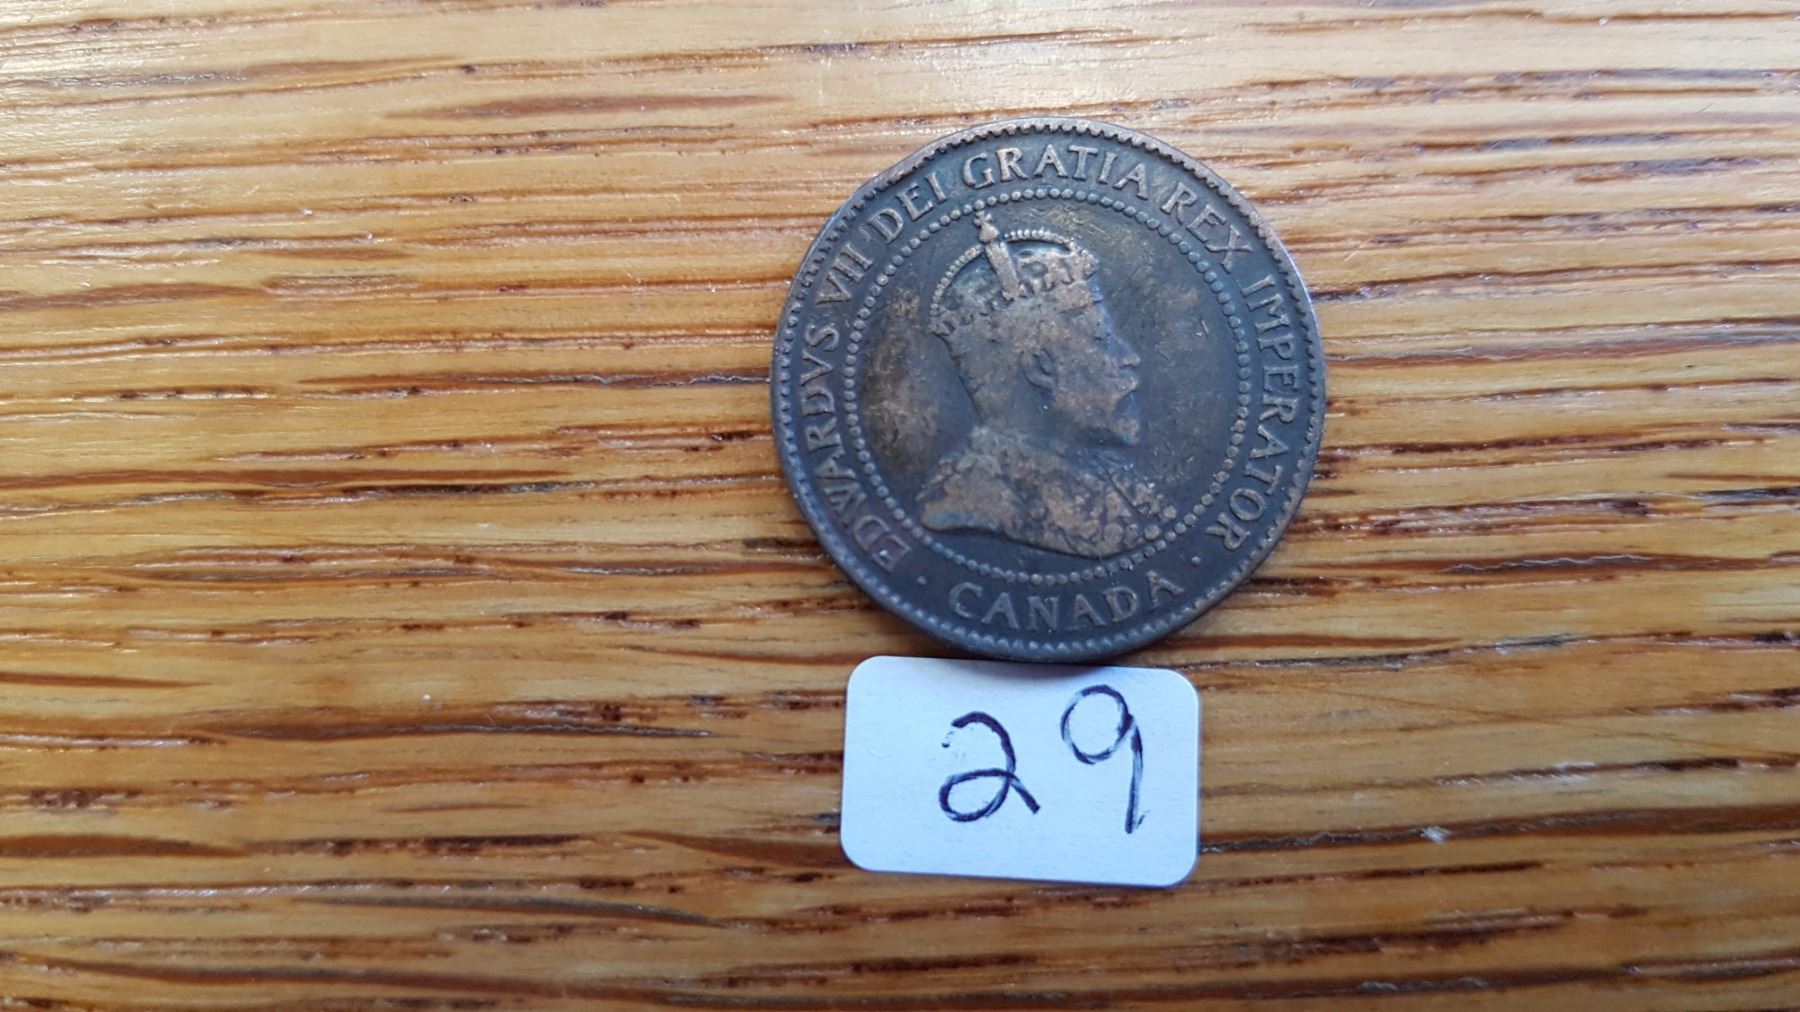 EDWARDVS VII DEI GRATIA REX IMPERATOR
· CANADA ·
29